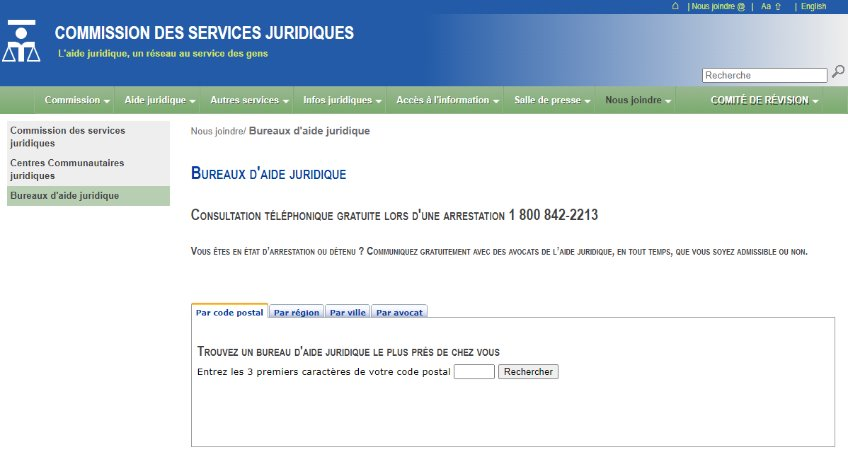 | Nous joindre @ | Aa ⇧ | English
COMMISSION DES SERVICES JURIDIQUES
L'aide juridique, un réseau au service des gens
Recherche
Commission Aide juridique Autres services Infos juridiques Accès à l'information Salle de presse Nous joindre COMITÉ DE RÉVISION
Commission des services
juridiques
Centres Communautaires
juridiques
Bureaux d'aide juridique
Nous joindre/ Bureaux d'aide juridique
BUREAUX D'AIDE JURIDIQUE
CONSULTATION TÉLÉPHONIQUE GRATUITE LORS D'UNE ARRESTATION 1 800 842-2213
VOUS ÊTES EN ÉTAT D'ARRESTATION OU DÉTENU ? COMMUNIQUEZ GRATUITEMENT AVEC DES AVOCATS DE L'AIDE JURIDIQUE, EN TOUT TEMPS, QUE VOUS SOYEZ ADMISSIBLE OU NON.
Par code postal Par région Par ville Par avocat
TROUVEZ UN BUREAU D'AIDE JURIDIQUE LE PLUS PRÉS DE CHEZ VOUS
Entrez les 3 premiers caractères de votre code postal Rechercher